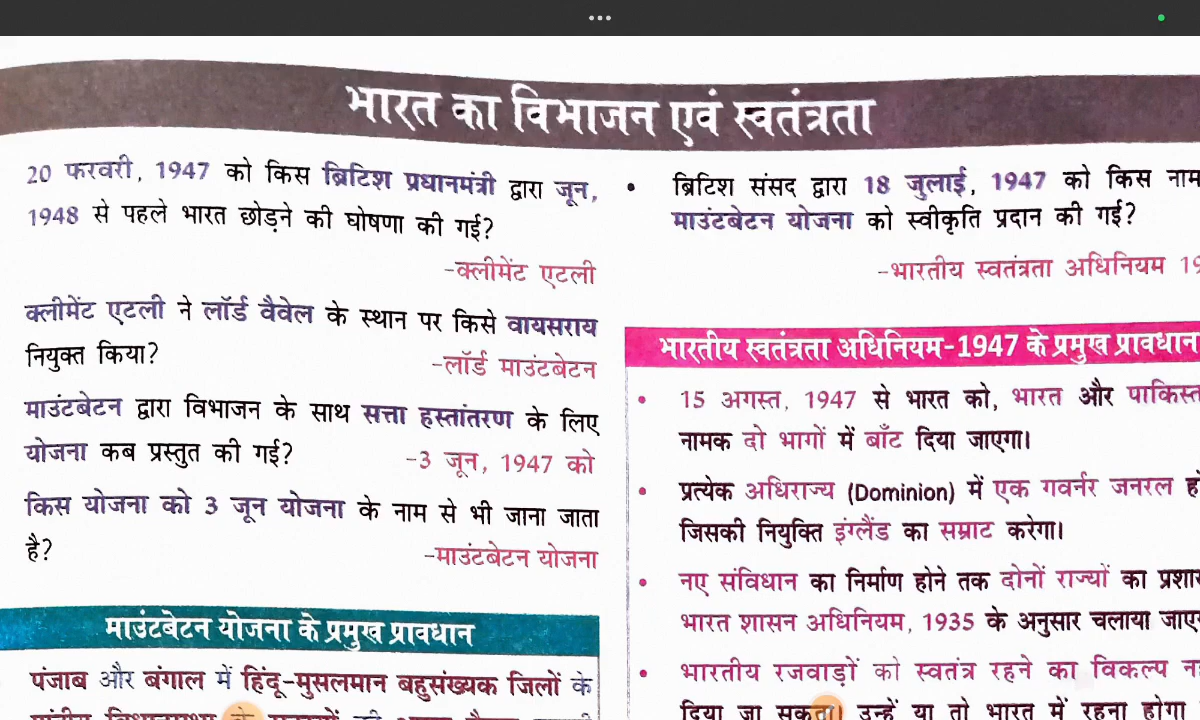 भारत का विभाजन एवं स्वतंत्रता
20 फरवरी, 1947 को किस ब्रिटिश प्रधानमंत्री द्वारा जून,
1948 से पहले भारत छोड़ने की घोषणा की गई?
-क्लीमेंट एटली
क्लीमेंट एटली ने लॉर्ड वैवेल के स्थान पर किसे वायसराय
नियुक्त किया? -लॉर्ड माउंटबेटन
माउंटबेटन द्वारा विभाजन के साथ सत्ता हस्तांतरण के लिए
योजना कब प्रस्तुत की गई? -3 जून, 1947 को
किस योजना को 3 जून योजना के नाम से भी जाना जाता
है? -माउंटबेटन योजना
माउंटबेटन योजना के प्रमुख प्रावधान
पंजाब और बंगाल में हिंदू-मुसलमान बहुसंख्यक जिलों के
• ब्रिटिश संसद द्वारा 18 जुलाई, 1947 को किस नाम
माउंटबेटन योजना को स्वीकृति प्रदान की गई?
-भारतीय स्वतंत्रता अधिनियम 19
भारतीय स्वतंत्रता अधिनियम-1947 के प्रमुख प्रावधान
• 15 अगस्त, 1947 से भारत को, भारत और
नामक दो भागों में बाँट दिया जाएगा।
• प्रत्येक अधिराज्य (Dominion) में एक गवर्नर जनरल
जिसकी नियुक्ति इंग्लैंड का सम्राट करेगा।
• नए संविधान का निर्माण होने तक दोनों राज्यों का
भारत शासन अधिनियम, 1935 के अनुसार चलाया
• भारतीय रजवाड़ों को स्वतंत्र रहने का विकल्प
दिया जा सकता। उन्हें या तो भारत में रहना होगा